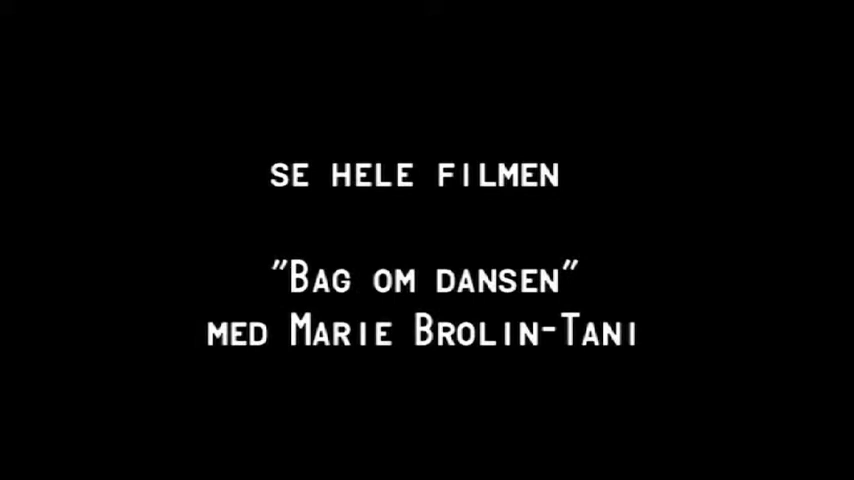 SE HELE FILMEN
"BAG OM DANSEN"
MED MARIE BROLIN-TANI